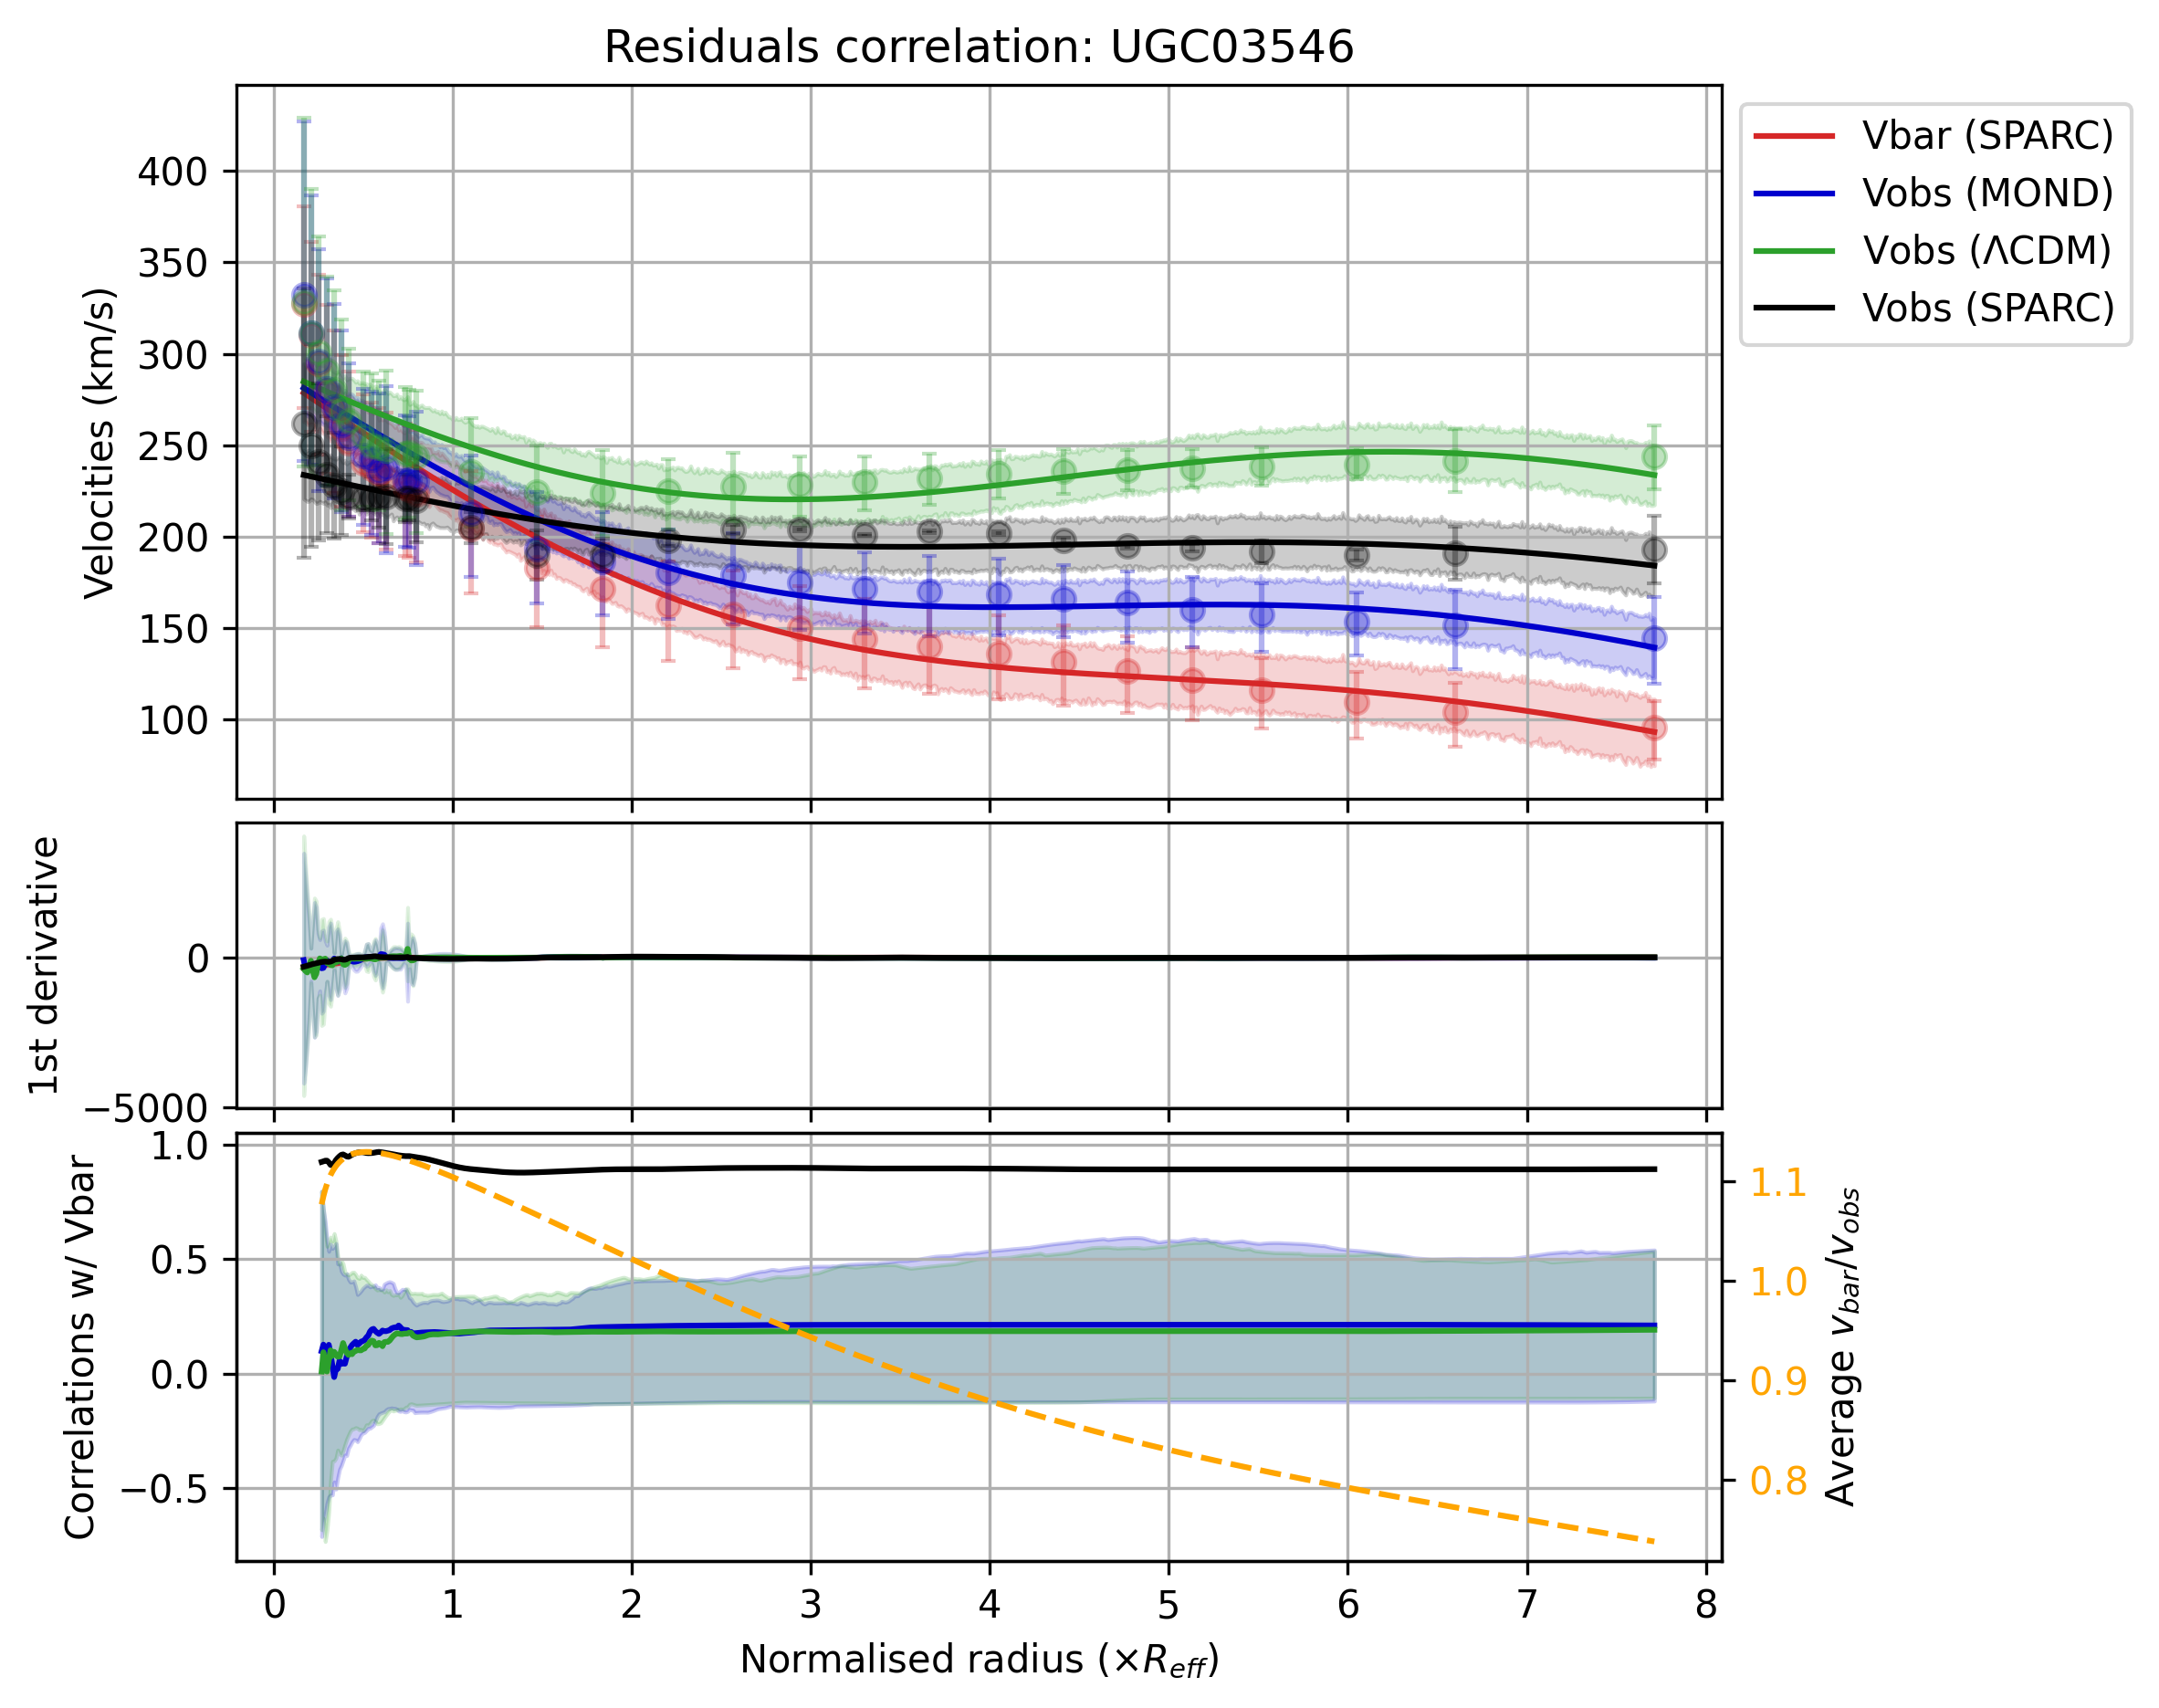 Residuals correlation: UGC03546
Velocities (km/s)
400
350
300
250
200
150
100
Vbar (SPARC)
Vobs (MOND)
Vobs (ΛCDM)
Vobs (SPARC)
1st derivative
0
−5000
Correlations w/ Vbar
1.0
0.5
0.0
−0.5
1.1
1.0
0.9
0.8
Average v_bar/v_obs
0 1 2 3 4 5 6 7 8
Normalised radius (×R_eff)